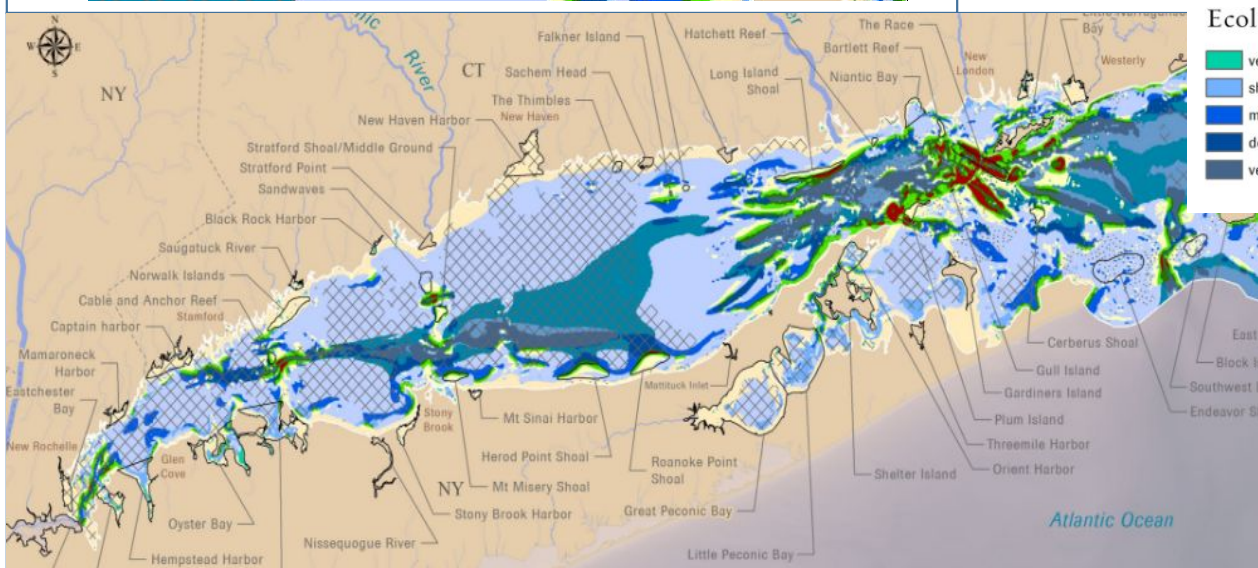 N
W E
S
NY
CT
River
Falkner Island
Sachem Head
The Thimbles
New Haven
New Haven Harbor
Stratford Shoal/Middle Ground
Stratford Point
Sandwaves
Black Rock Harbor
Saugatuck River
Norwalk Islands
Cable and Anchor Reef
Stamford
Captain harbor
Mamaroneck
Harbor
Eastchester
Bay
New Rochelle
Glen
Cove
Oyster Bay
Hempstead Harbor
Nissequogue River
Stony Brook Harbor
Stony
Brook
Mt Misery Shoal
Mt Sinai Harbor
Herod Point Shoal
NY
Roanoke Point
Shoal
Mattituck Inlet
Great Peconic Bay
Little Peconic Bay
Shelter Island
Orient Harbor
Threemile Harbor
Plum Island
Gardiners Island
Gull Island
Cerberus Shoal
Hatchett Reef
Long Island
Shoal
Bartlett Reef
Niantic Bay
The Race
New
London
Bay
Westerly
East
Block I
Southwest
Endeavor S
Atlantic Ocean
Ecol
ve
sh
m
de
ve